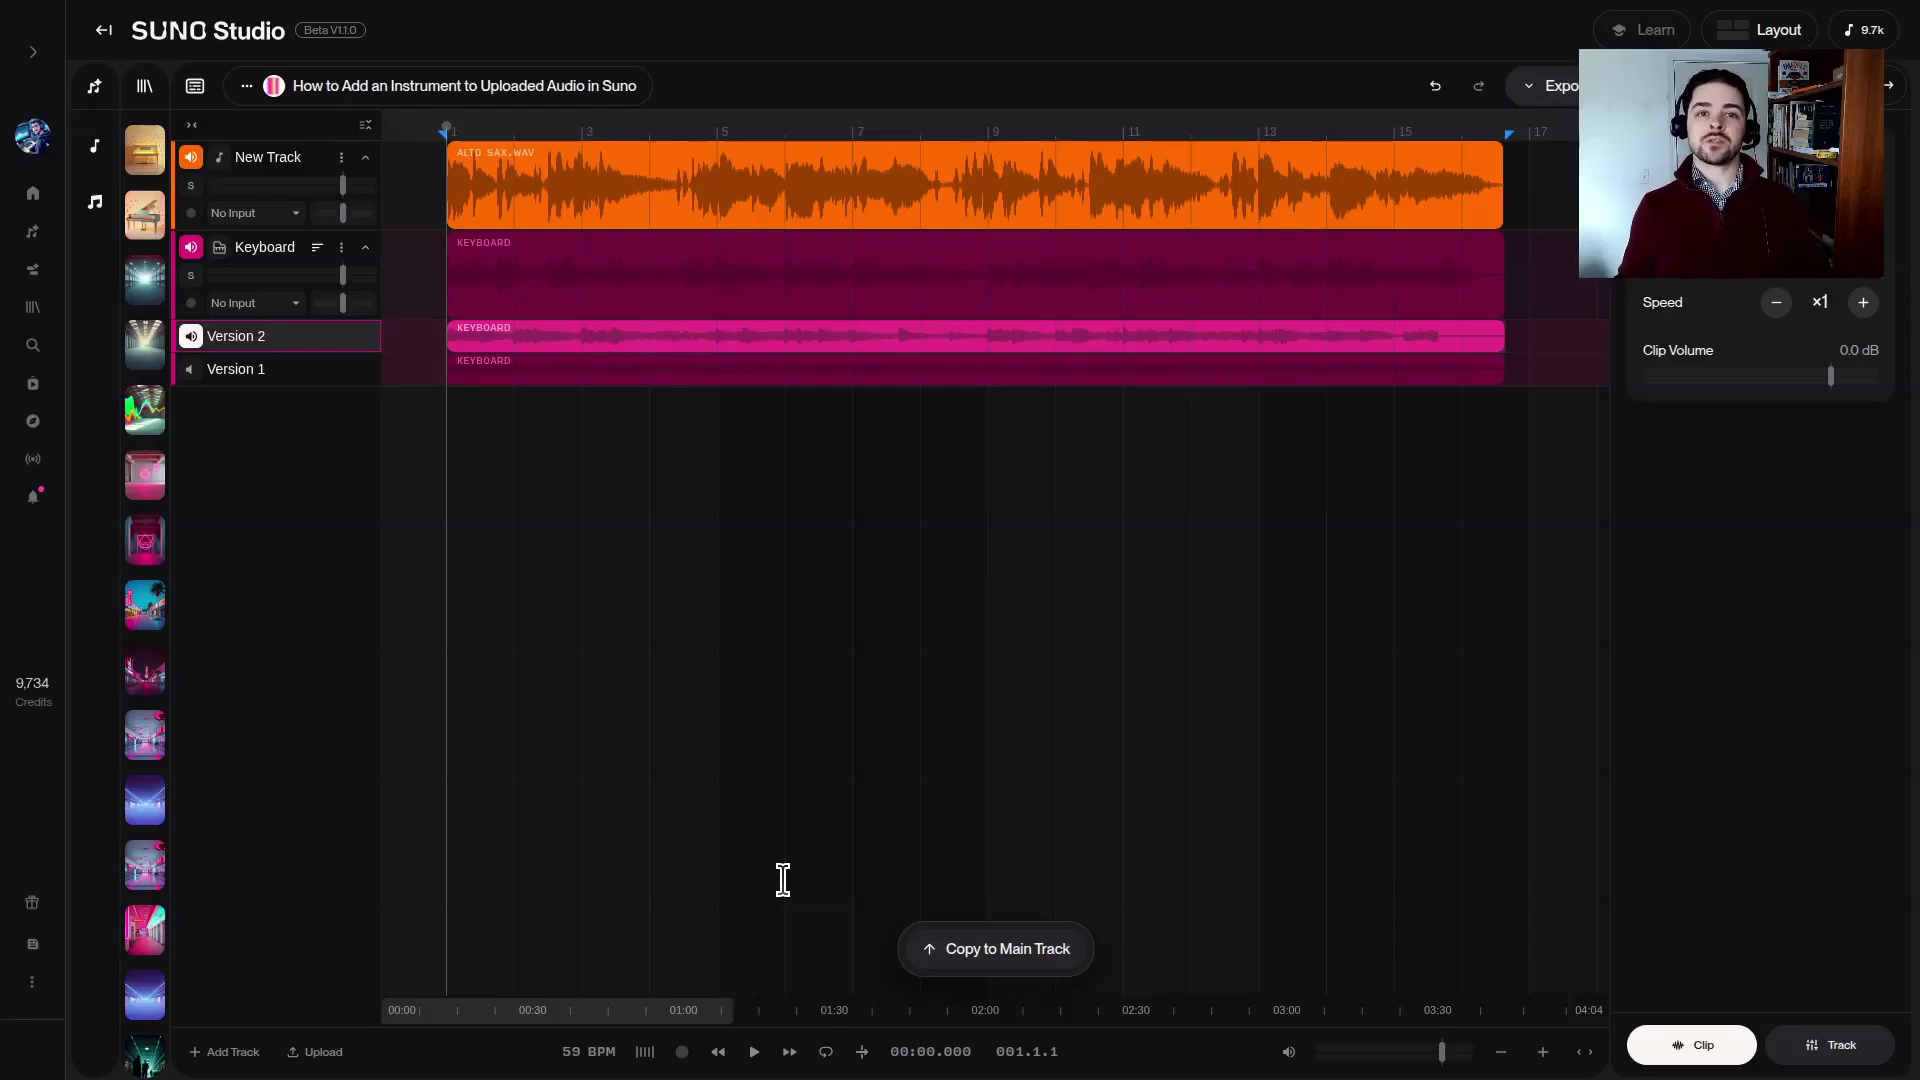 SUNO Studio
Beta V1.1.0
Learn
Layout
9.7k
How to Add an Instrument to Uploaded Audio in Suno
Expo
1 3 5 7 9 11 13 15 17
New Track
ALTO SAX.WAV
S
No Input
Keyboard
KEYBOARD
S
No Input
Version 2
KEYBOARD
Version 1
KEYBOARD
Speed
×1
Clip Volume
0.0 dB
9,734
Credits
Copy to Main Track
00:00 00:30 01:00 01:30 02:00 02:30 03:00 03:30 04:04
Add Track
Upload
59 BPM
00:00.000
001.1.1
Clip
Track